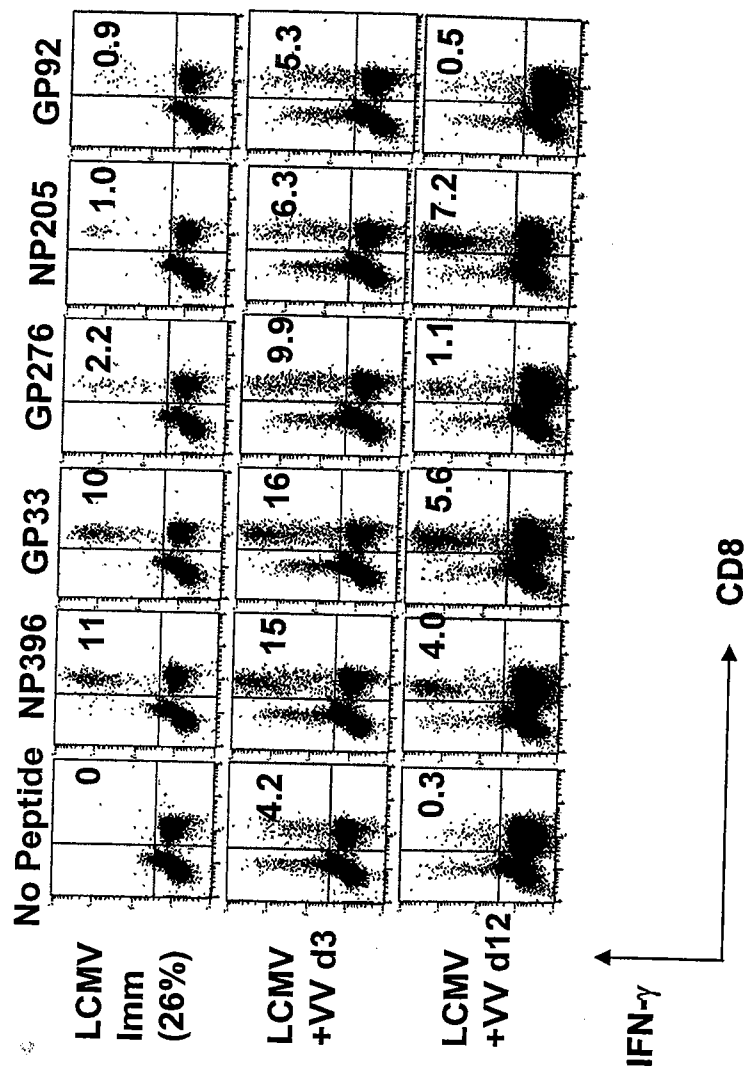 No Peptide NP396 GP33 GP276 NP205 GP92
LCMV
Imm
(26%)
0 11 10 2.2 1.0 0.9
LCMV
+VV d3
4.2 15 16 9.9 6.3 5.3
LCMV
+VV d12
0.3 4.0 5.6 1.1 7.2 0.5
IFN-γ
CD8